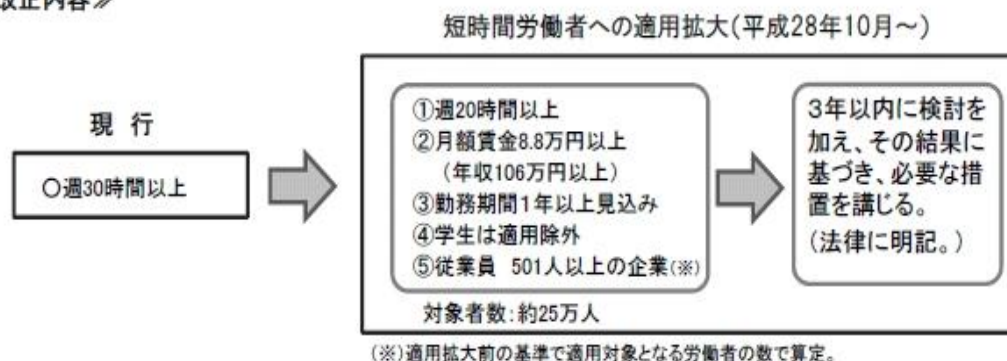 改正内容≫
短時間労働者への適用拡大(平成28年10月～)
現 行
○週30時間以上
①週20時間以上
②月額賃金8.8万円以上
（年収106万円以上）
③勤務期間1年以上見込み
④学生は適用除外
⑤従業員 501人以上の企業(※)
対象者数:約25万人
3年以内に検討を
加え、その結果に
基づき、必要な措
置を講じる。
(法律に明記。)
(※)適用拡大前の基準で適用対象となる労働者の数で算定。